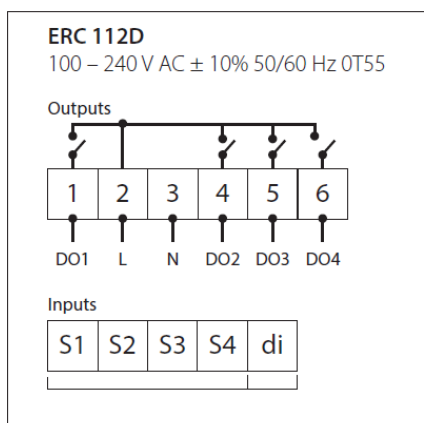 ERC 112D
100 – 240 V AC ± 10% 50/60 Hz 0T55
Outputs
1 2 3 4 5 6
DO1 L N DO2 DO3 DO4
Inputs
S1 S2 S3 S4 di